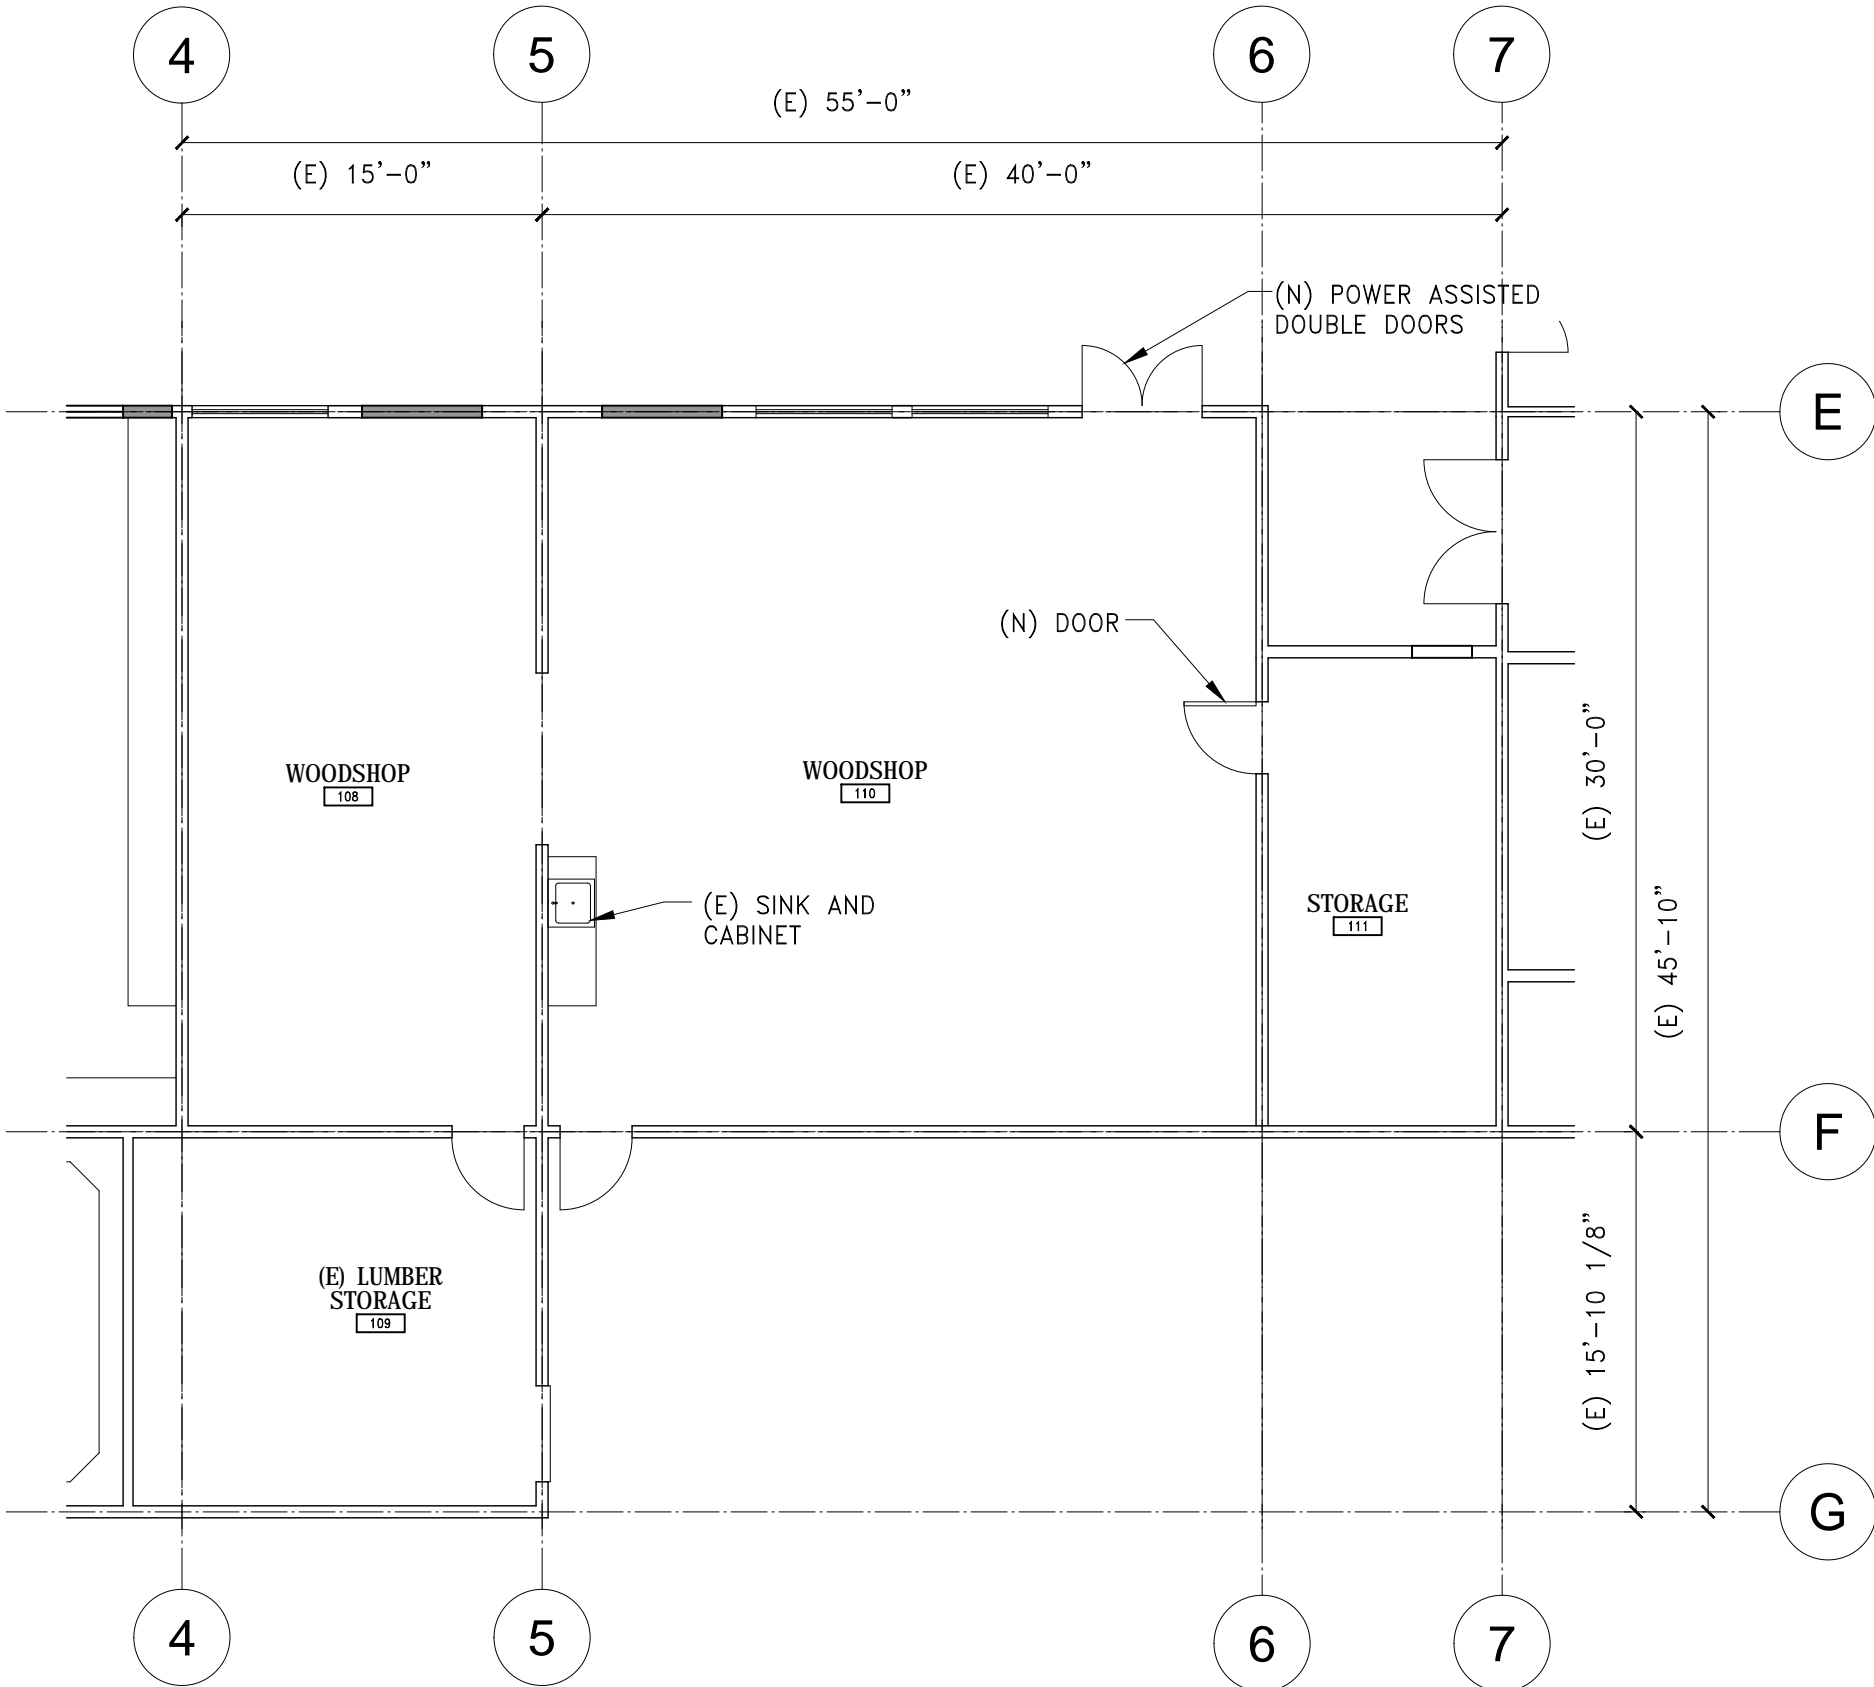 4
5
6
7
(E) 55'-0"
(E) 15'-0"
(E) 40'-0"
(N) POWER ASSISTED
DOUBLE DOORS
E
(N) DOOR
(E) 30'-0"
WOODSHOP
108
WOODSHOP
110
(E) SINK AND
CABINET
STORAGE
111
(E) 45'-10"
F
(E) 15'-10 1/8"
(E) LUMBER
STORAGE
109
G
4
5
6
7